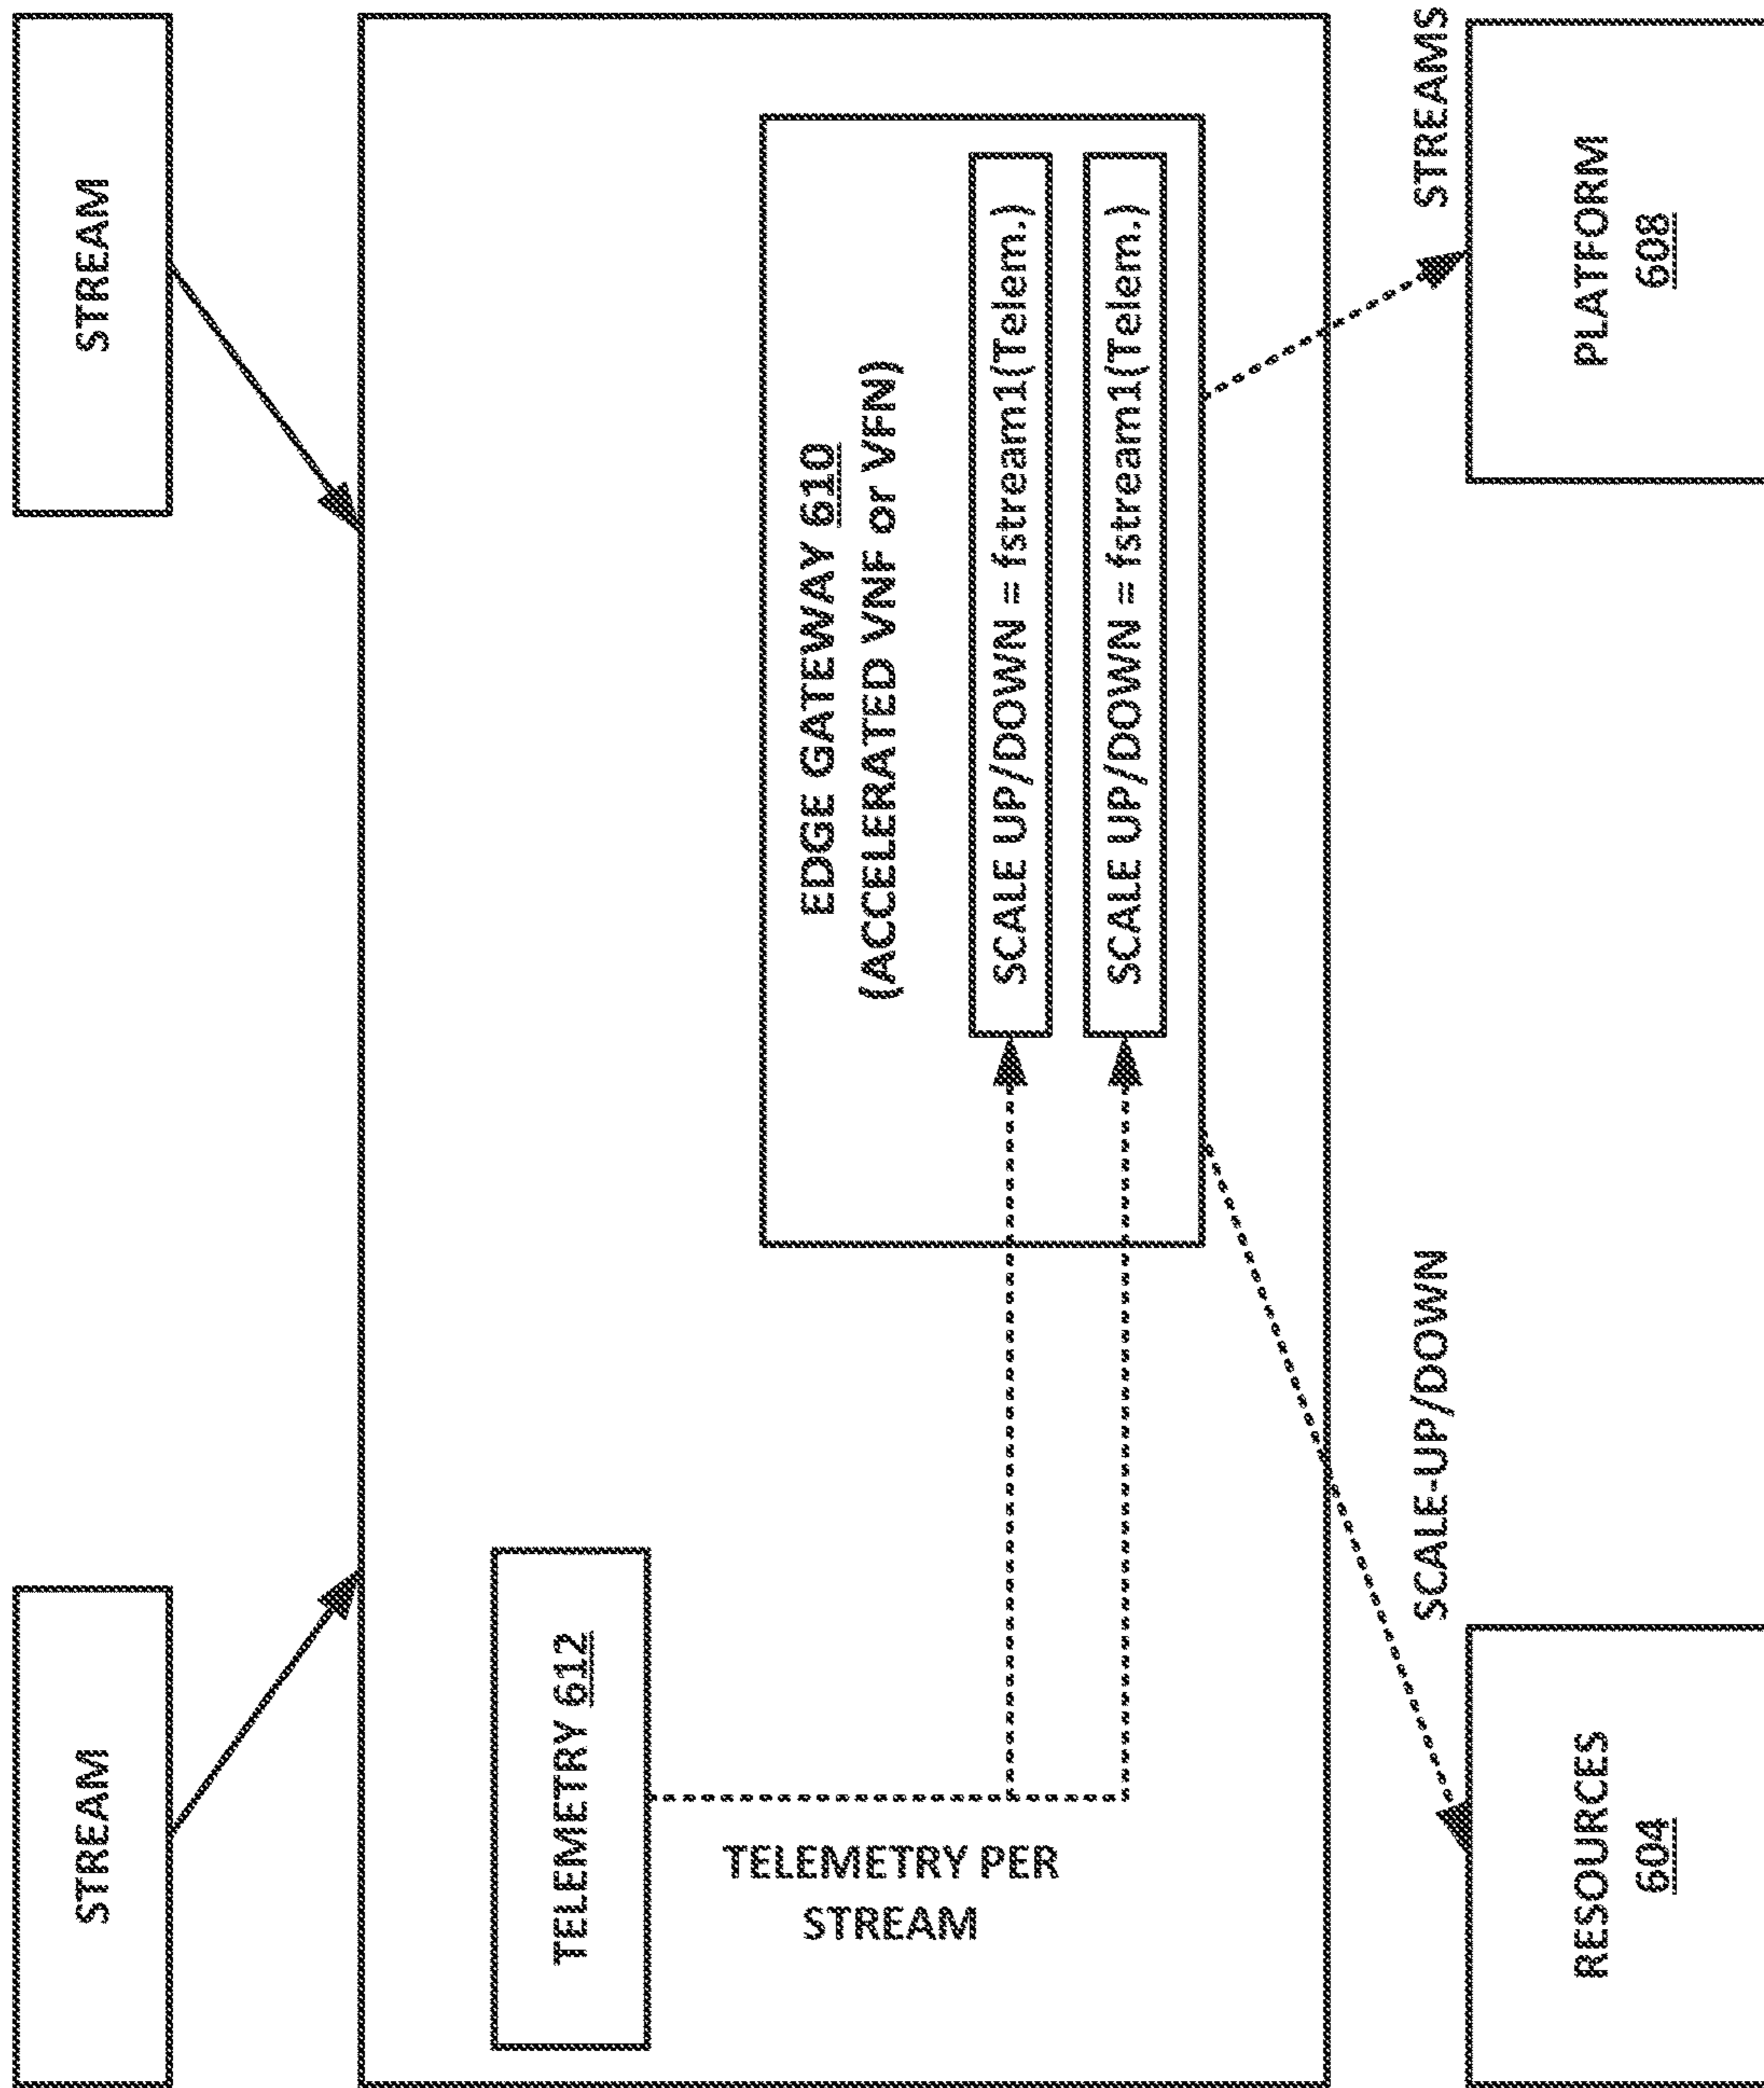 STREAM
STREAM
TELEMETRY 612
TELEMETRY PER
STREAM
EDGE GATEWAY 610
(ACCELERATED VNF or VFN)
SCALE UP/DOWN = fstream1(Telem.)
SCALE UP/DOWN = fstream1(Telem.)
SCALE-UP/DOWN
STREAMS
RESOURCES
604
PLATFORM
608